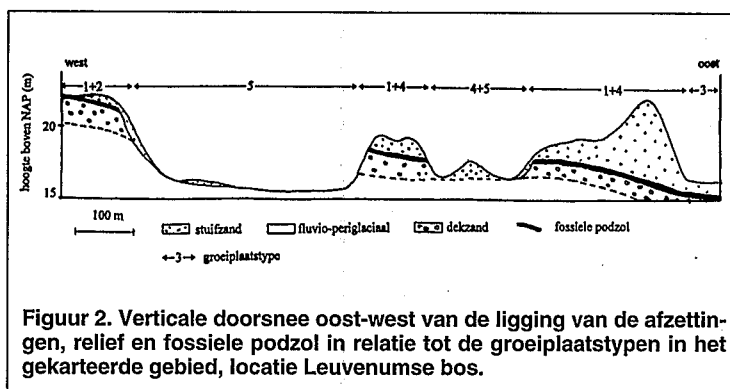 west
oost
1+2
5
1+4
4+5
1+4
3
hoogte boven NAP (m)
20
15
100 m
stuifzand
fluvio-periglaciaal
dekzand
fossiele podzol
3
groeiplaatstype
Figuur 2. Verticale doorsnee oost-west van de ligging van de afzettin-
gen, relief en fossiele podzol in relatie tot de groeiplaatstypen in het
gekarteerde gebied, locatie Leuvenumse bos.